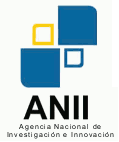 ANII
Agencia Nacional de
Investigación e Innovación